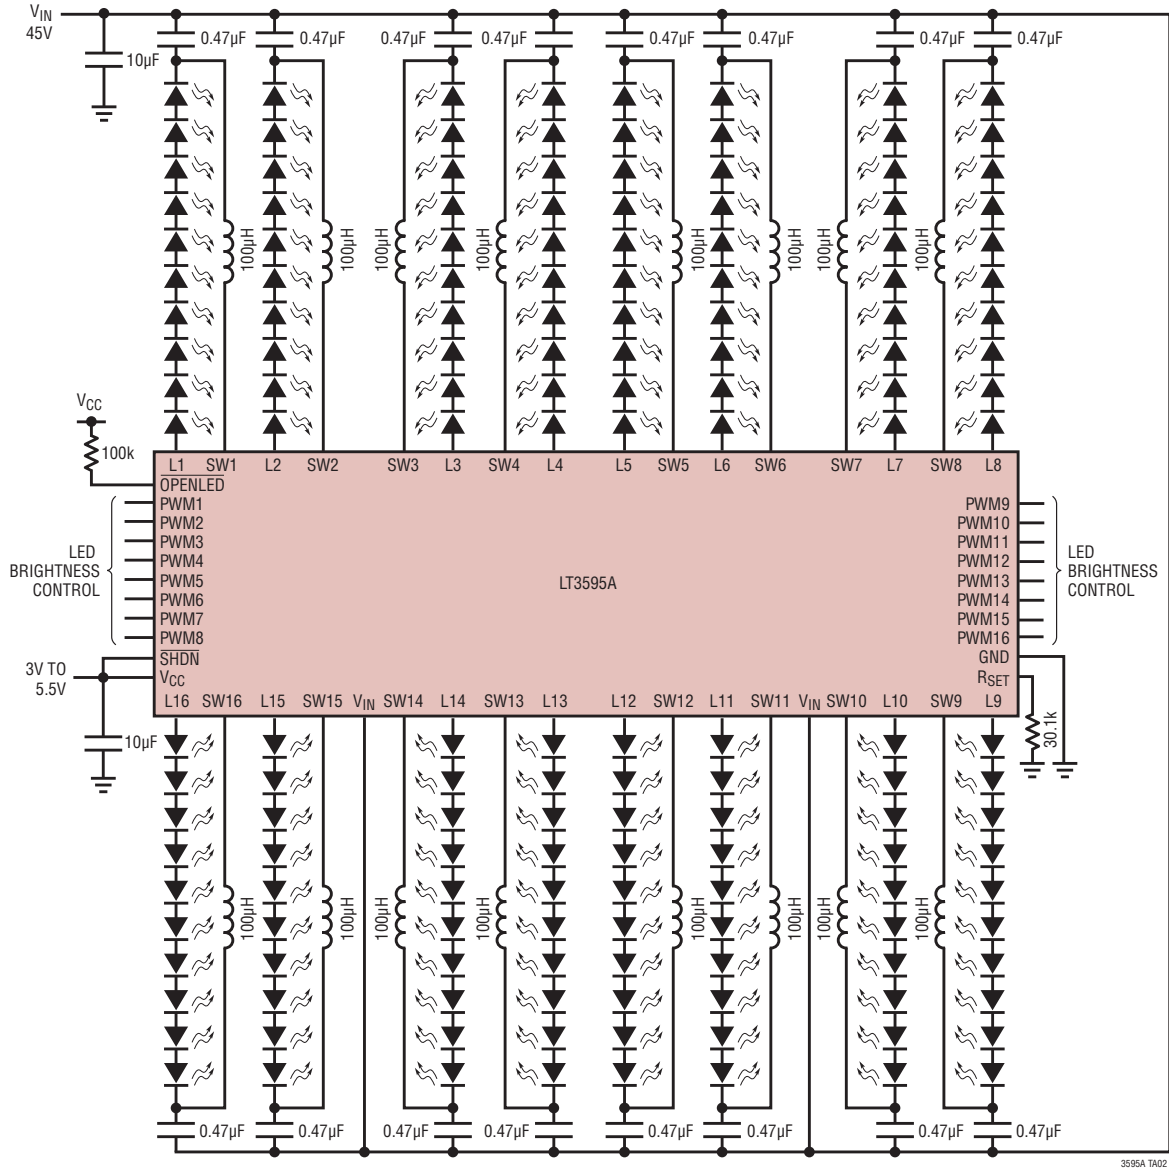 VIN
45V
10µF
0.47µF 0.47µF 0.47µF 0.47µF 0.47µF 0.47µF 0.47µF 0.47µF
100µH 100µH 100µH 100µH 100µH 100µH 100µH 100µH
VCC
100k
L1 SW1 L2 SW2 SW3 L3 SW4 L4 L5 SW5 L6 SW6 SW7 L7 SW8 L8
OPENLED
PWM1
PWM2
PWM3
PWM4
PWM5
PWM6
PWM7
PWM8
LED
BRIGHTNESS
CONTROL
LT3595A
PWM9
PWM10
PWM11
PWM12
PWM13
PWM14
PWM15
PWM16
LED
BRIGHTNESS
CONTROL
SHDN
VCC
3V TO
5.5V
10µF
GND
RSET
30.1k
L16 SW16 L15 SW15 VIN SW14 L14 SW13 L13 L12 SW12 L11 SW11 VIN SW10 L10 SW9 L9
100µH 100µH 100µH 100µH 100µH 100µH 100µH 100µH
0.47µF 0.47µF 0.47µF 0.47µF 0.47µF 0.47µF 0.47µF 0.47µF
3595A TA02